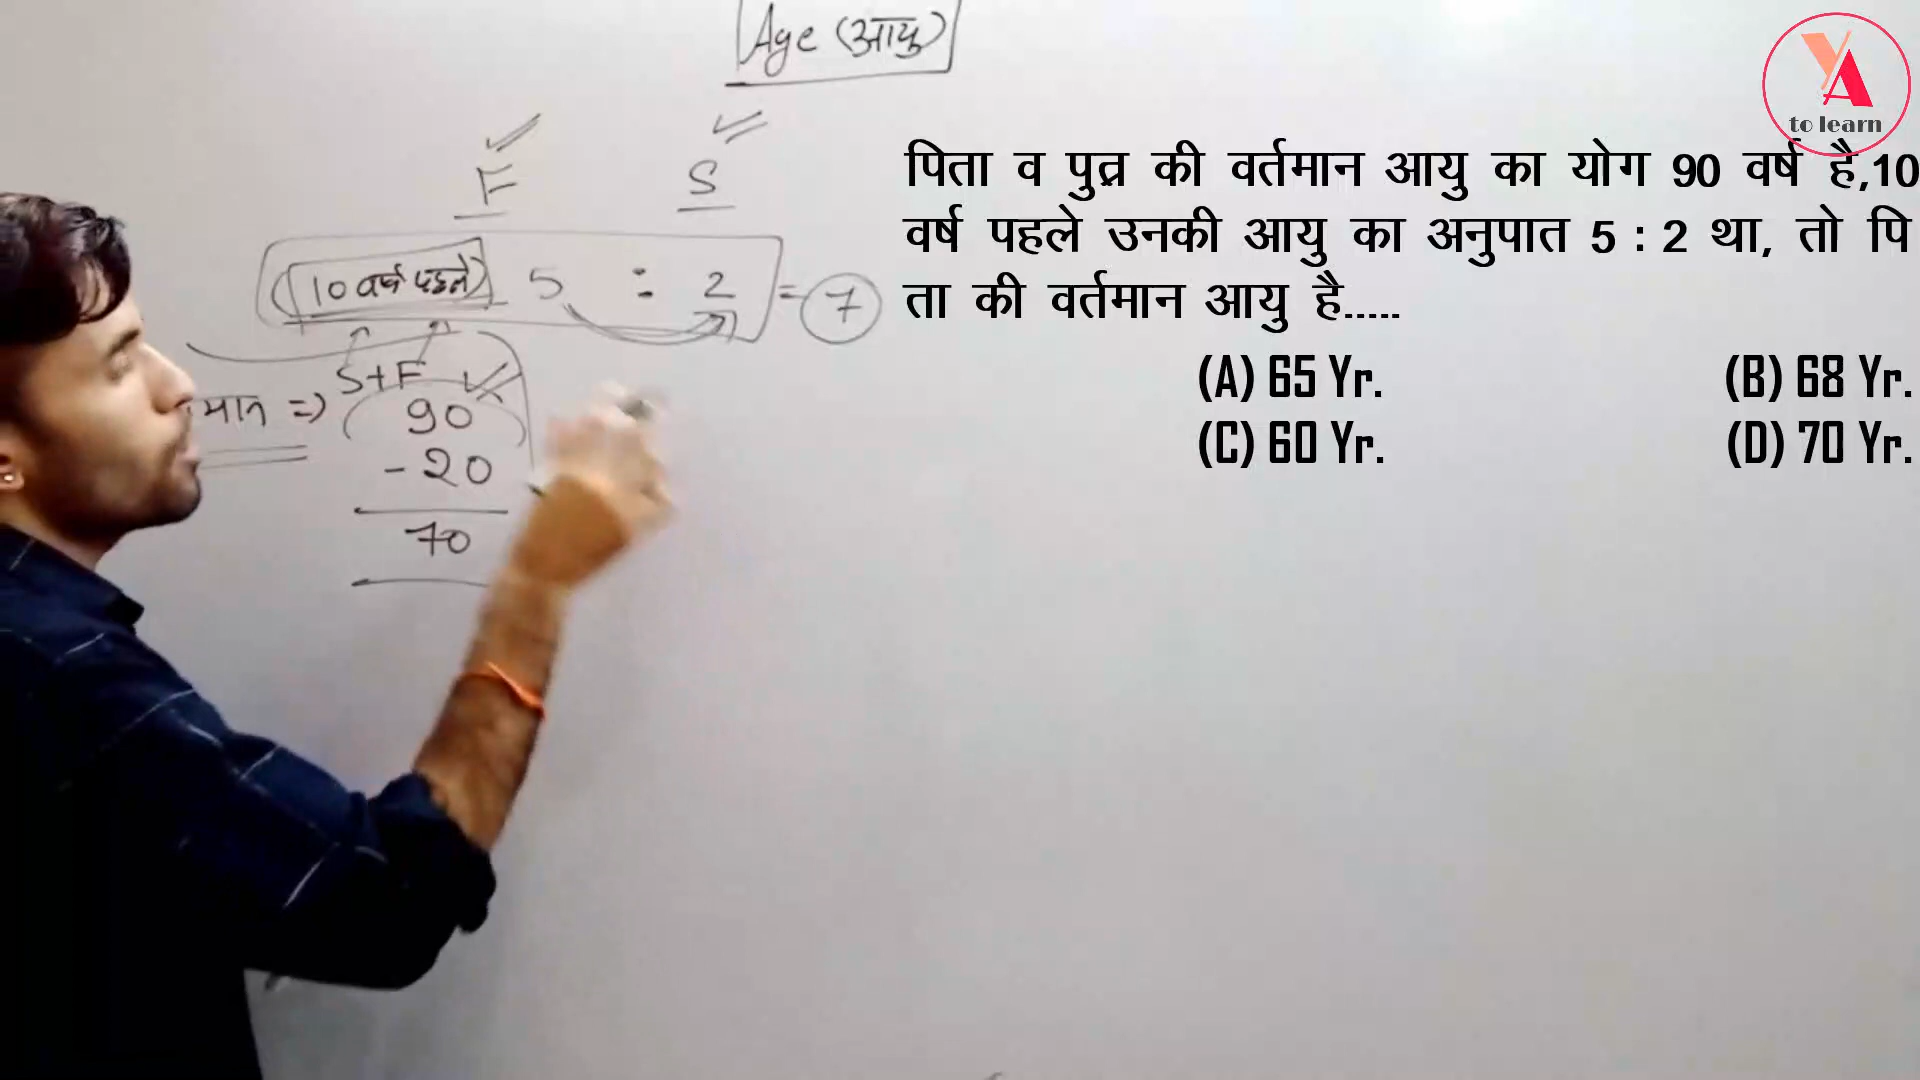 Age (आयु)
F S
(10 वर्ष पहले) 5 : 2 = 7
S+F
मान => 90
- 20
70
YA
to learn
पिता व पुत्र की वर्तमान आयु का योग 90 वर्ष है,10
वर्ष पहले उनकी आयु का अनुपात 5 : 2 था, तो पि
ता की वर्तमान आयु है.....
(A) 65 Yr. (B) 68 Yr.
(C) 60 Yr. (D) 70 Yr.